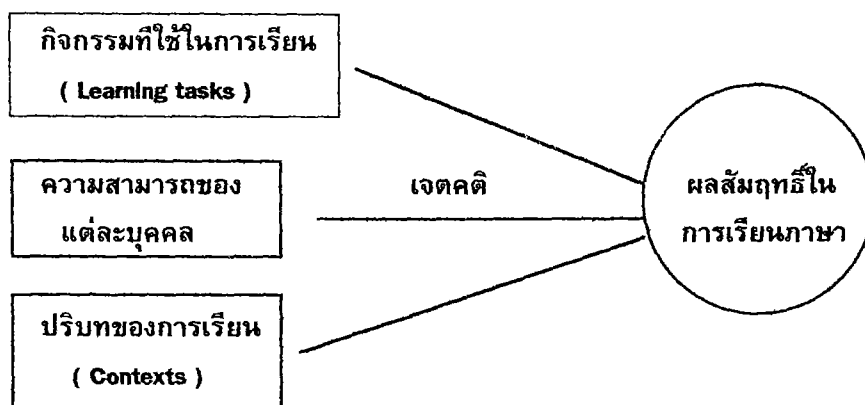 กิจกรรมที่ใช้ในการเรียน
( Learning tasks )
ความสามารถของ
แต่ละบุคคล
เจตคติ
ปริบทของการเรียน
( Contexts )
ผลสัมฤทธิ์ใน
การเรียนภาษา